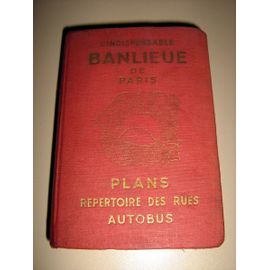 L'INDISPENSABLE
BANLIEUE
DE
PARIS
PLANS
REPERTOIRE DES RUES
AUTOBUS